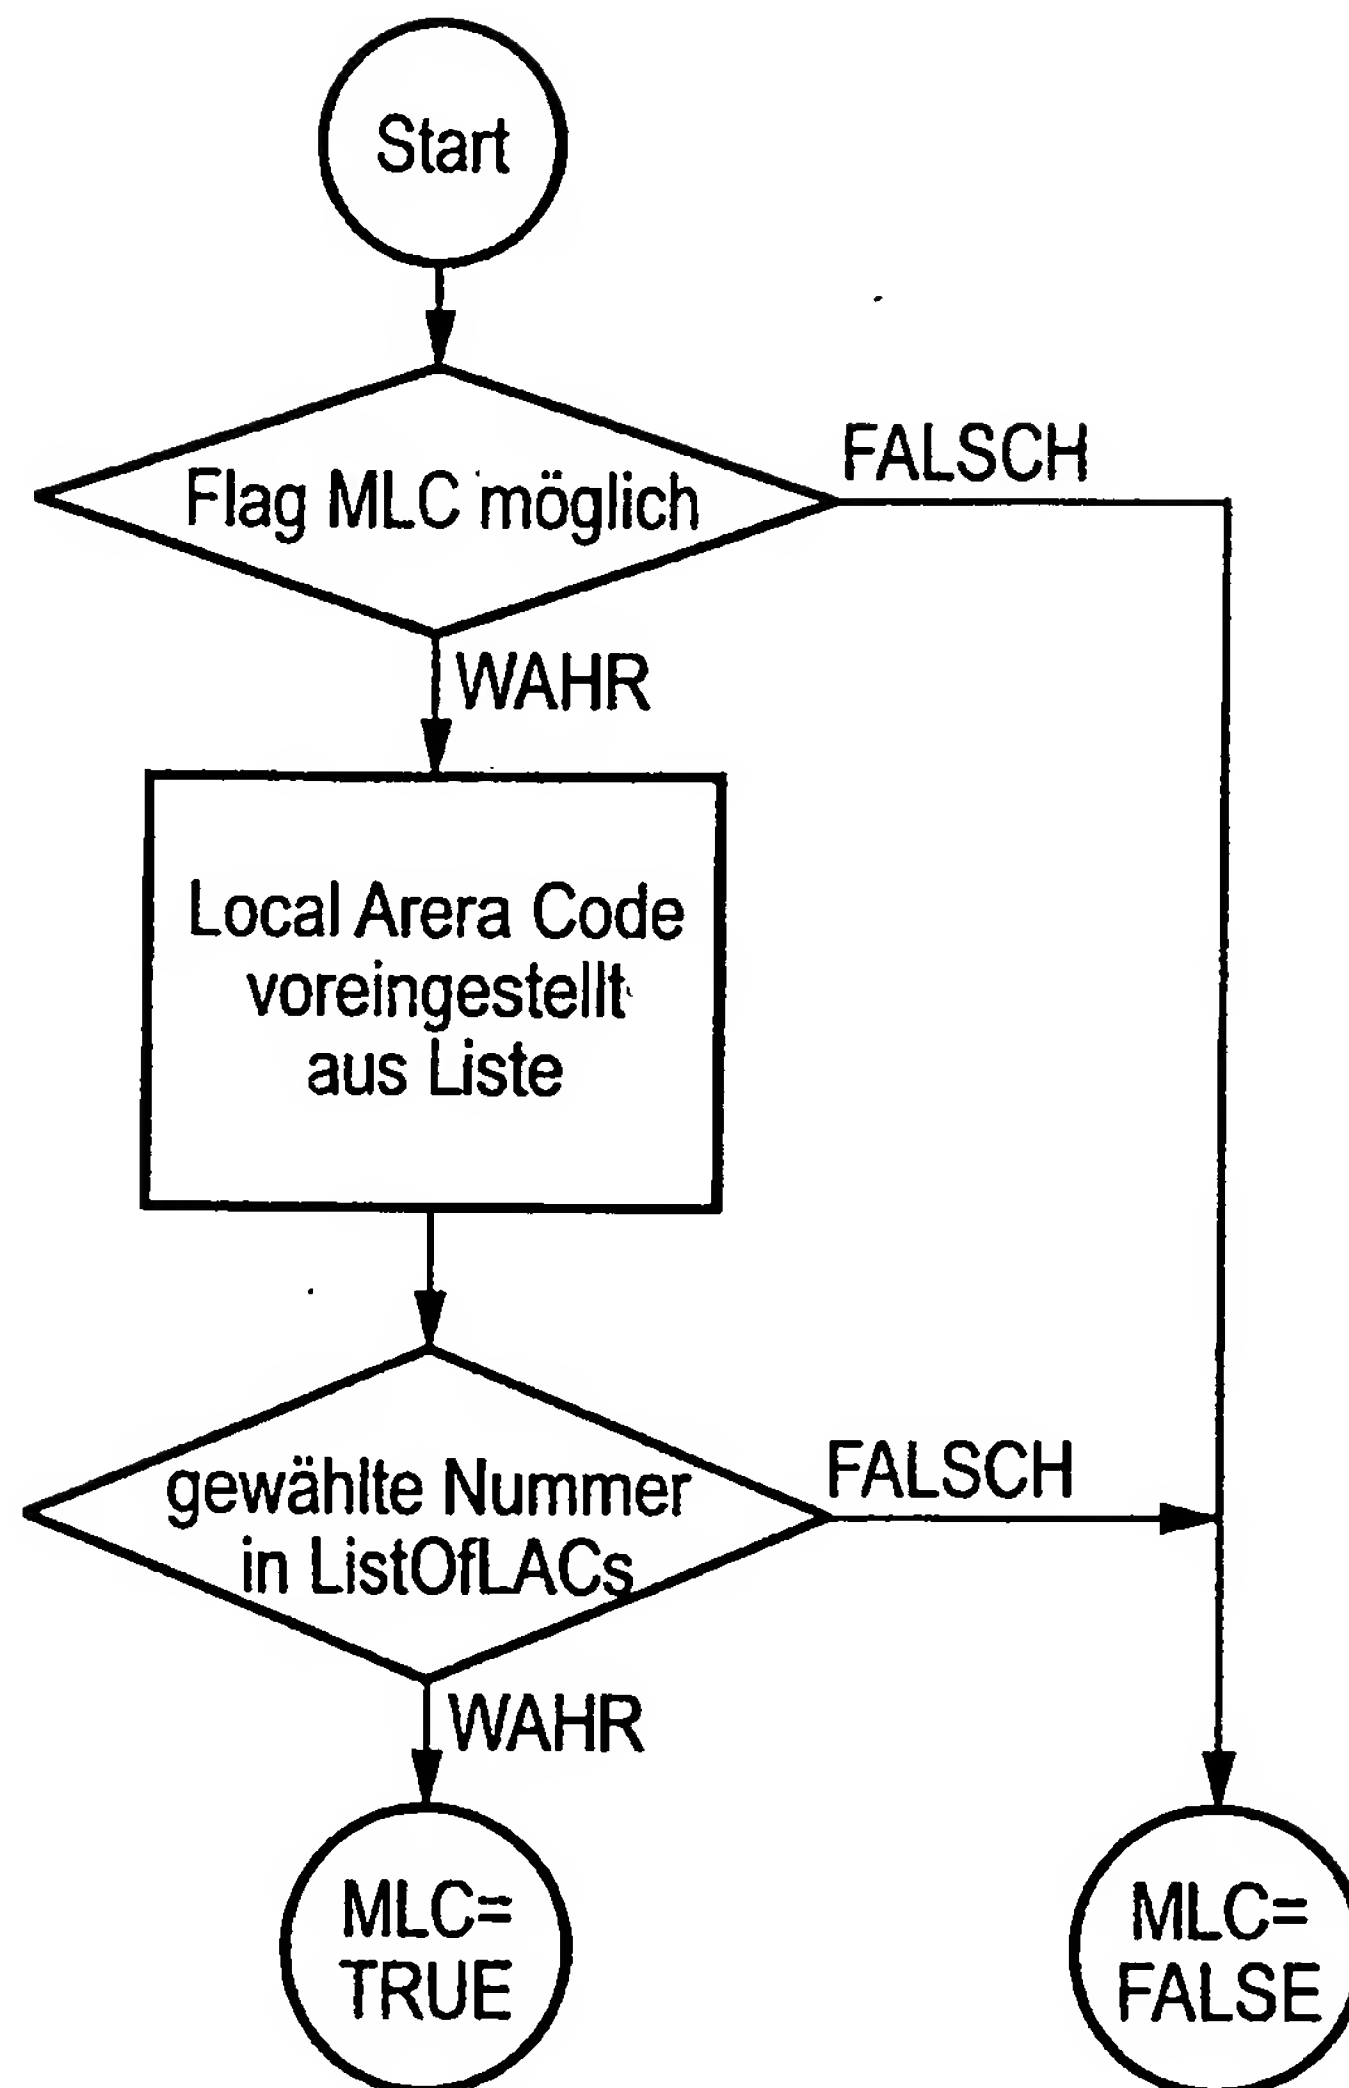 Start
Flag MLC möglich
FALSCH
WAHR
Local Arera Code
voreingestellt
aus Liste
gewählte Nummer
in ListOfLACs
FALSCH
WAHR
MLC=
TRUE
MLC=
FALSE